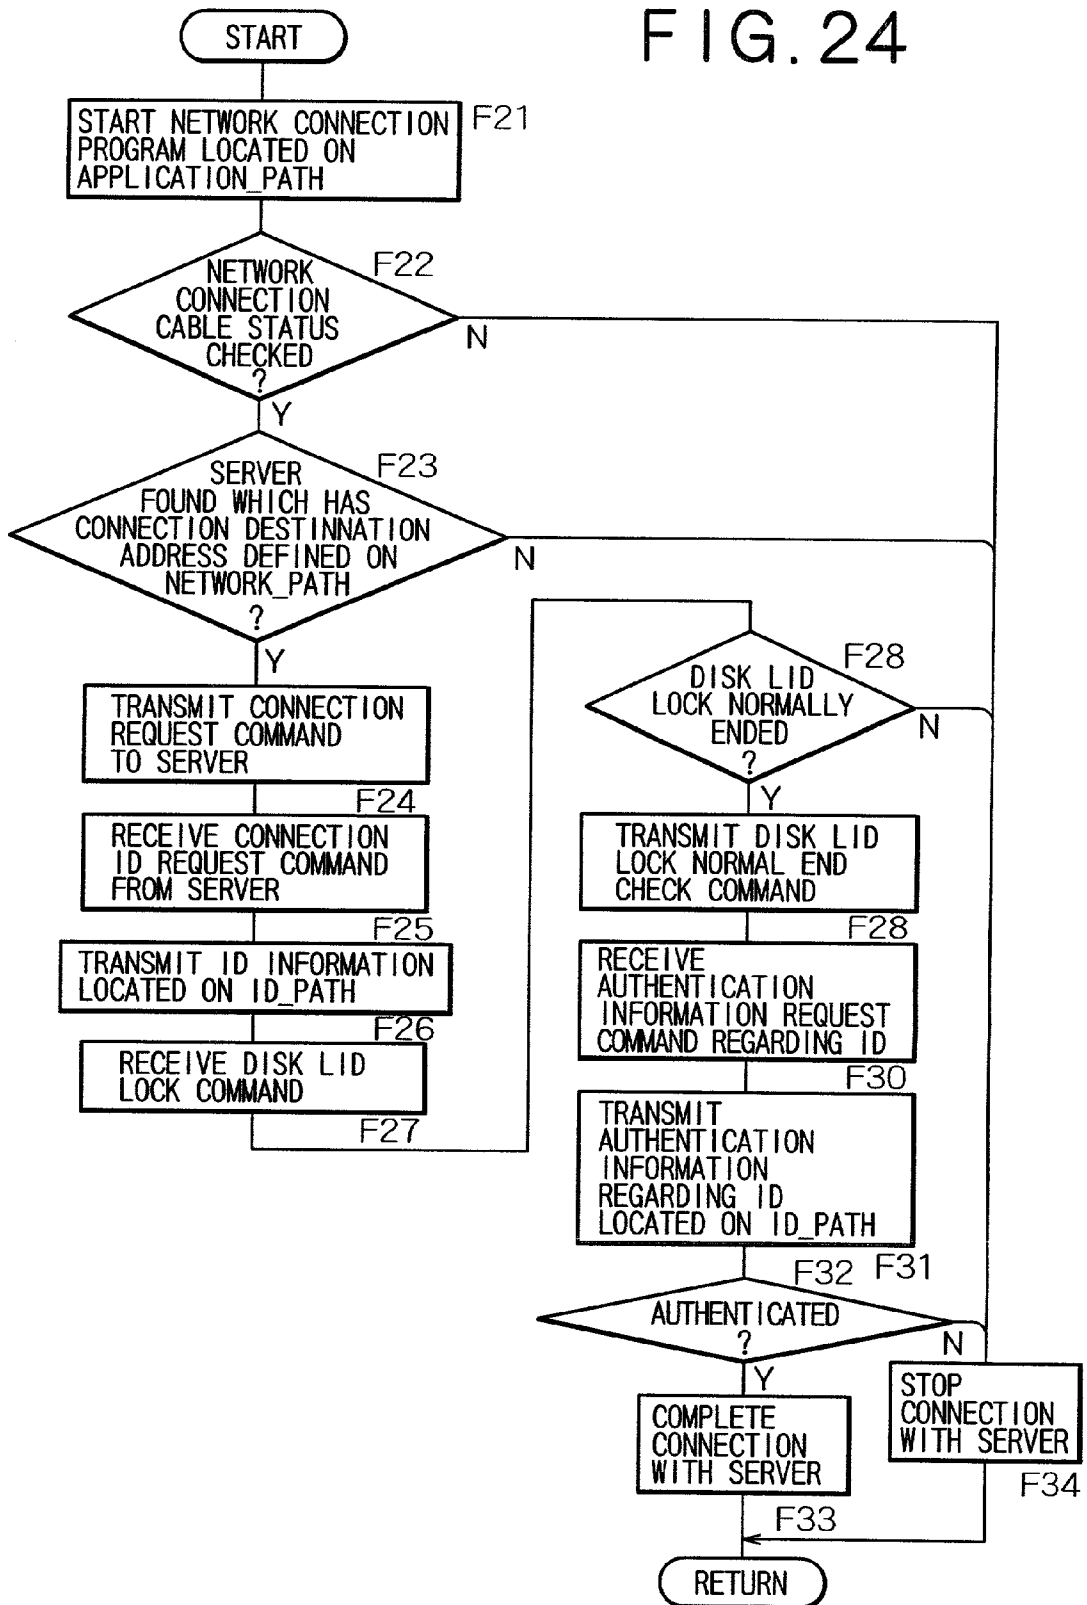 FIG. 24
START
START NETWORK CONNECTION
PROGRAM LOCATED ON
APPLICATION_PATH
F21
NETWORK
CONNECTION
CABLE STATUS
CHECKED
?
F22
N
Y
SERVER
FOUND WHICH HAS
CONNECTION DESTINNATION
ADDRESS DEFINED ON
NETWORK_PATH
?
F23
N
Y
TRANSMIT CONNECTION
REQUEST COMMAND
TO SERVER
F24
RECEIVE CONNECTION
ID REQUEST COMMAND
FROM SERVER
F25
TRANSMIT ID INFORMATION
LOCATED ON ID_PATH
F26
RECEIVE DISK LID
LOCK COMMAND
F27
DISK LID
LOCK NORMALLY
ENDED
?
F28
N
Y
TRANSMIT DISK LID
LOCK NORMAL END
CHECK COMMAND
F28
RECEIVE
AUTHENTICATION
INFORMATION REQUEST
COMMAND REGARDING ID
F30
TRANSMIT
AUTHENTICATION
INFORMATION
REGARDING ID
LOCATED ON ID_PATH
F31
F32
AUTHENTICATED
?
N
Y
COMPLETE
CONNECTION
WITH SERVER
F33
STOP
CONNECTION
WITH SERVER
F34
RETURN